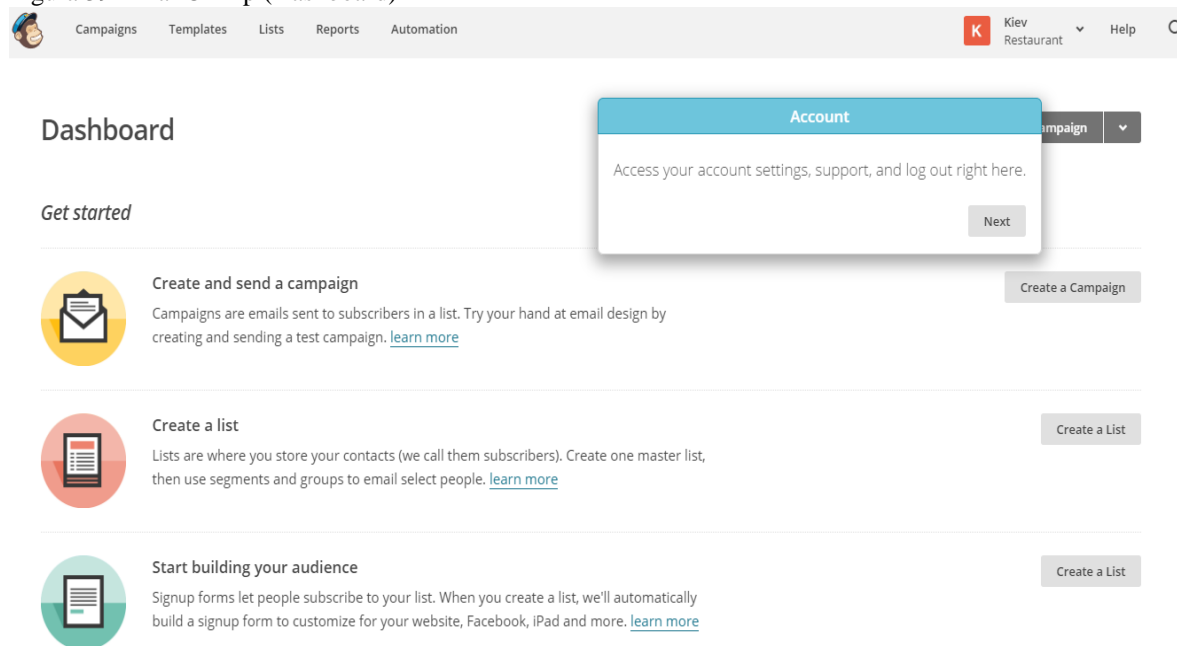 Campaigns Templates Lists Reports Automation
K Kiev Help
Restaurant
Dashboard
Account
Access your account settings, support, and log out right here.
Next
Get started
Create and send a campaign
Create a Campaign
Campaigns are emails sent to subscribers in a list. Try your hand at email design by
creating and sending a test campaign. learn more
Create a list
Create a List
Lists are where you store your contacts (we call them subscribers). Create one master list,
then use segments and groups to email select people. learn more
Start building your audience
Create a List
Signup forms let people subscribe to your list. When you create a list, we'll automatically
build a signup form to customize for your website, Facebook, iPad and more. learn more